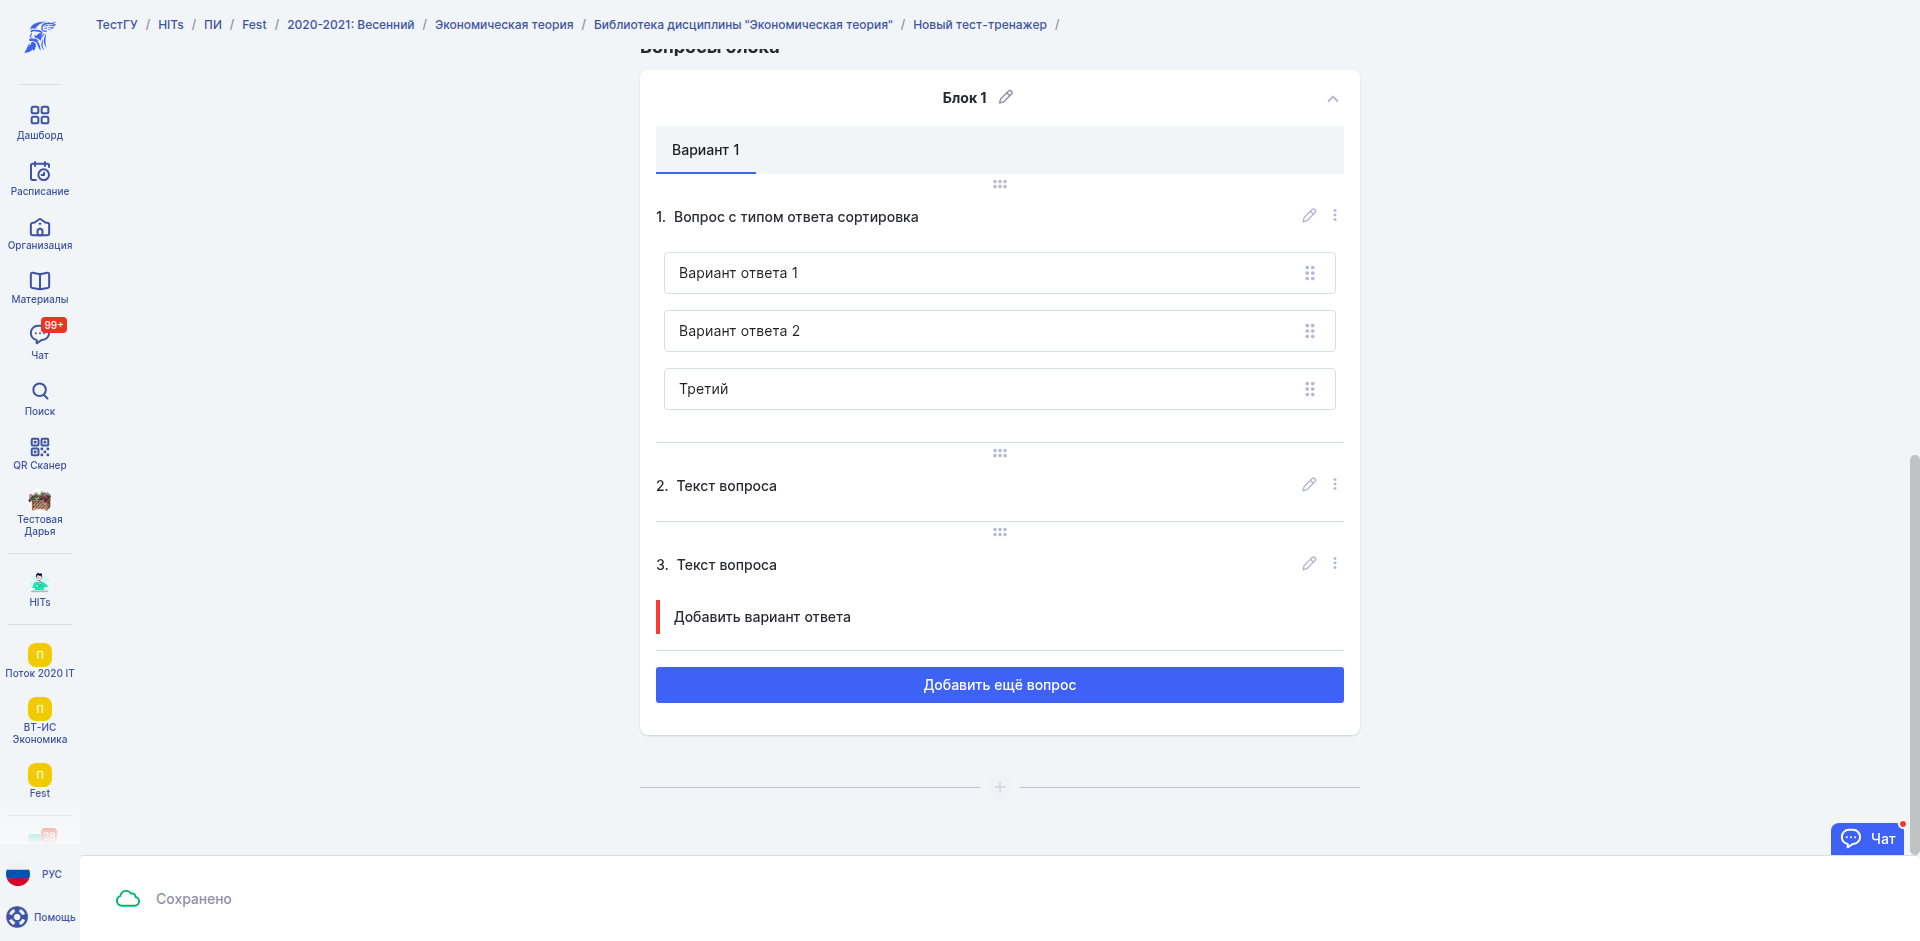 ТестГУ / HITs / ПИ / Fest / 2020-2021: Весенний / Экономическая теория / Библиотека дисциплины "Экономическая теория" / Новый тест-тренажер /
Вопросы блока
Дашборд
Расписание
Организация
Материалы
99+
Чат
Поиск
QR Сканер
Тестовая
Дарья
HITs
П
Поток 2020 IT
П
ВТ-ИС
Экономика
П
Fest
28
РУС
Помощь
Блок 1
Вариант 1
1. Вопрос с типом ответа сортировка
Вариант ответа 1
Вариант ответа 2
Третий
2. Текст вопроса
3. Текст вопроса
Добавить вариант ответа
Добавить ещё вопрос
Чат
Сохранено